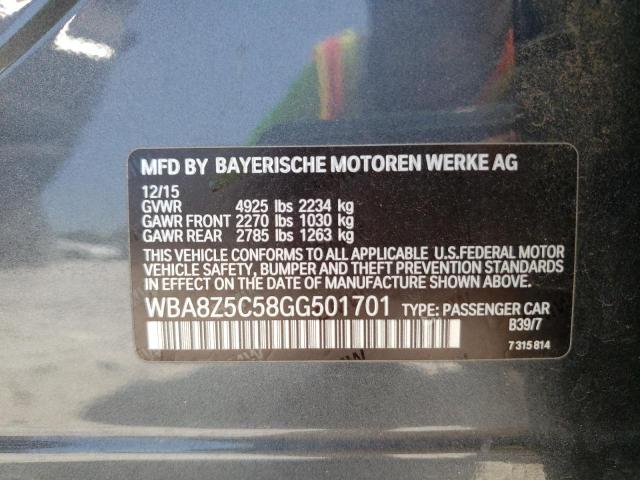 MFD BY BAYERISCHE MOTOREN WERKE AG
12/15
GVWR 4925 lbs 2234 kg
GAWR FRONT 2270 lbs 1030 kg
GAWR REAR 2785 lbs 1263 kg
THIS VEHICLE CONFORMS TO ALL APPLICABLE U.S.FEDERAL MOTOR
VEHICLE SAFETY, BUMPER AND THEFT PREVENTION STANDARDS
IN EFFECT ON THE DATE OF MANUFACTURE SHOWN ABOVE.
WBA8Z5C58GG501701 TYPE: PASSENGER CAR
B39/7
7 315 814